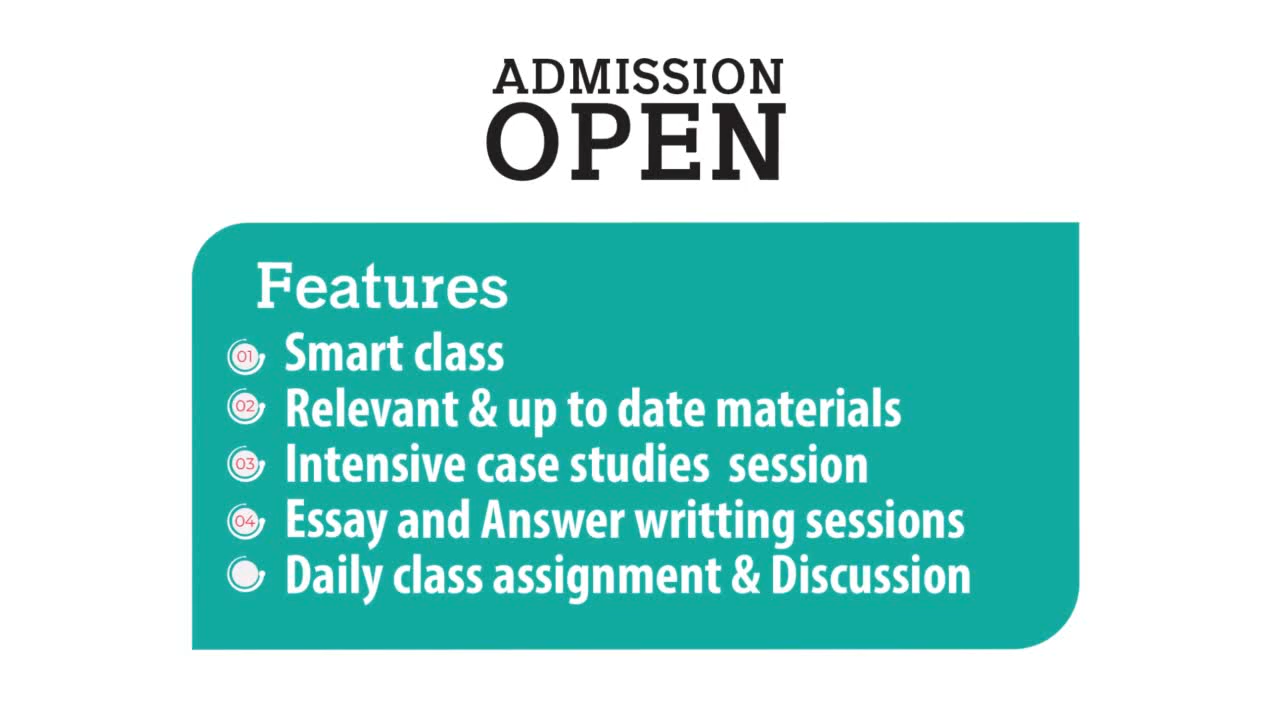 ADMISSION
OPEN
Features
01 Smart class
02 Relevant & up to date materials
03 Intensive case studies session
04 Essay and Answer writting sessions
Daily class assignment & Discussion